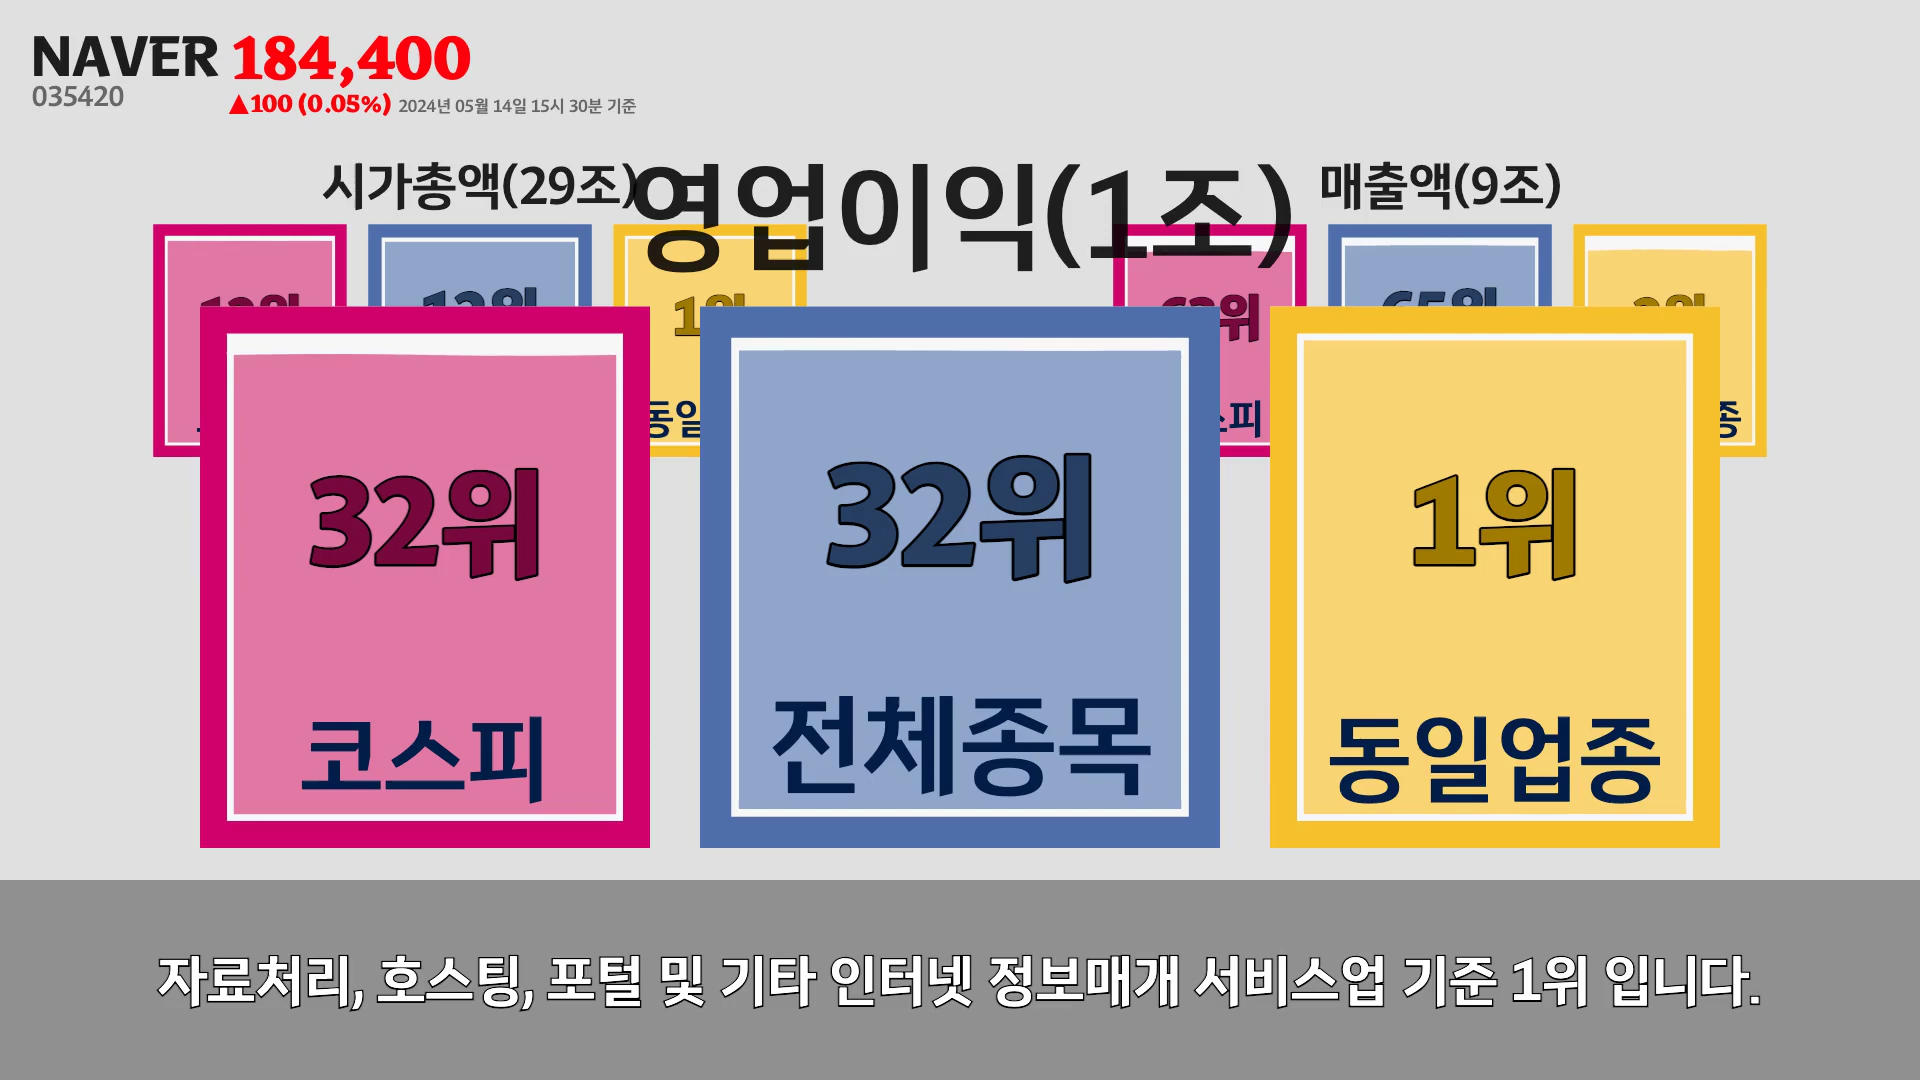 NAVER 184,400
035420
▲100 (0.05%) 2024년 05월 14일 15시 30분 기준
시가총액(29조)
영업이익(1조)
매출액(9조)
32위
32위
1위
코스피
전체종목
동일업종
자료처리, 호스팅, 포털 및 기타 인터넷 정보매개 서비스업 기준 1위 입니다.